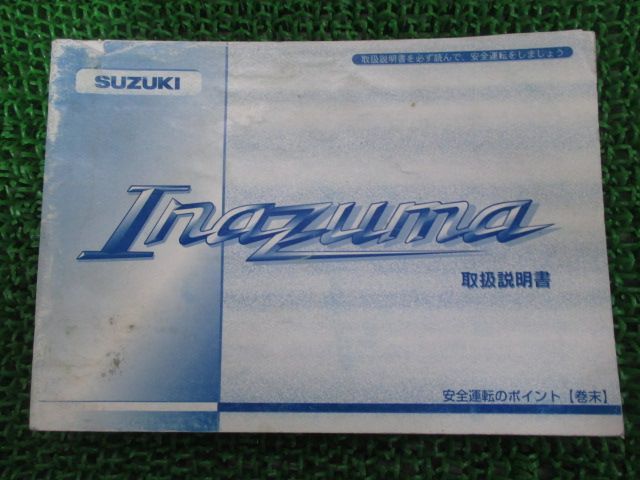 取扱説明書を必ず読んで、安全運転をしましょう
SUZUKI
Inazuma
取扱説明書
安全運転のポイント【巻末】